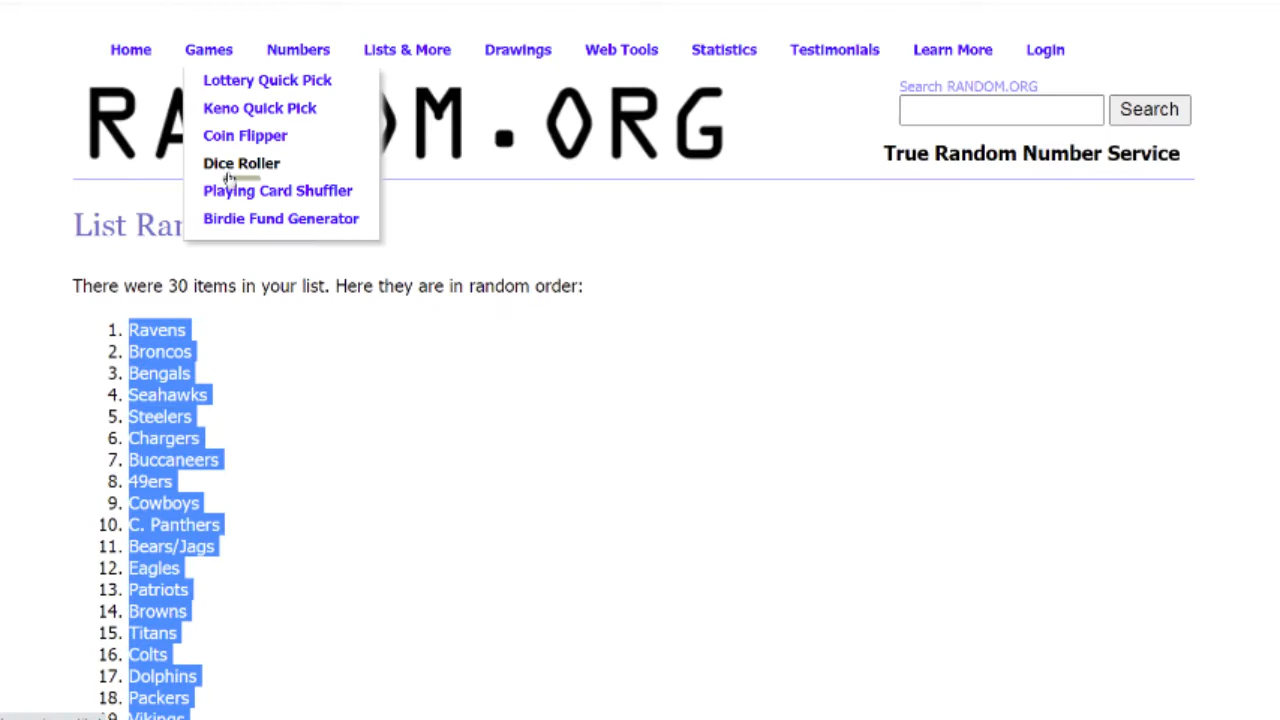 Home Games Numbers Lists & More Drawings Web Tools Statistics Testimonials Learn More Login
Lottery Quick Pick
Keno Quick Pick
Coin Flipper
Dice Roller
Playing Card Shuffler
Birdie Fund Generator
RA DOM.ORG
Search RANDOM.ORG
Search
True Random Number Service
List Ran
There were 30 items in your list. Here they are in random order:
1. Ravens
2. Broncos
3. Bengals
4. Seahawks
5. Steelers
6. Chargers
7. Buccaneers
8. 49ers
9. Cowboys
10. C. Panthers
11. Bears/Jags
12. Eagles
13. Patriots
14. Browns
15. Titans
16. Colts
17. Dolphins
18. Packers
19. Vikings